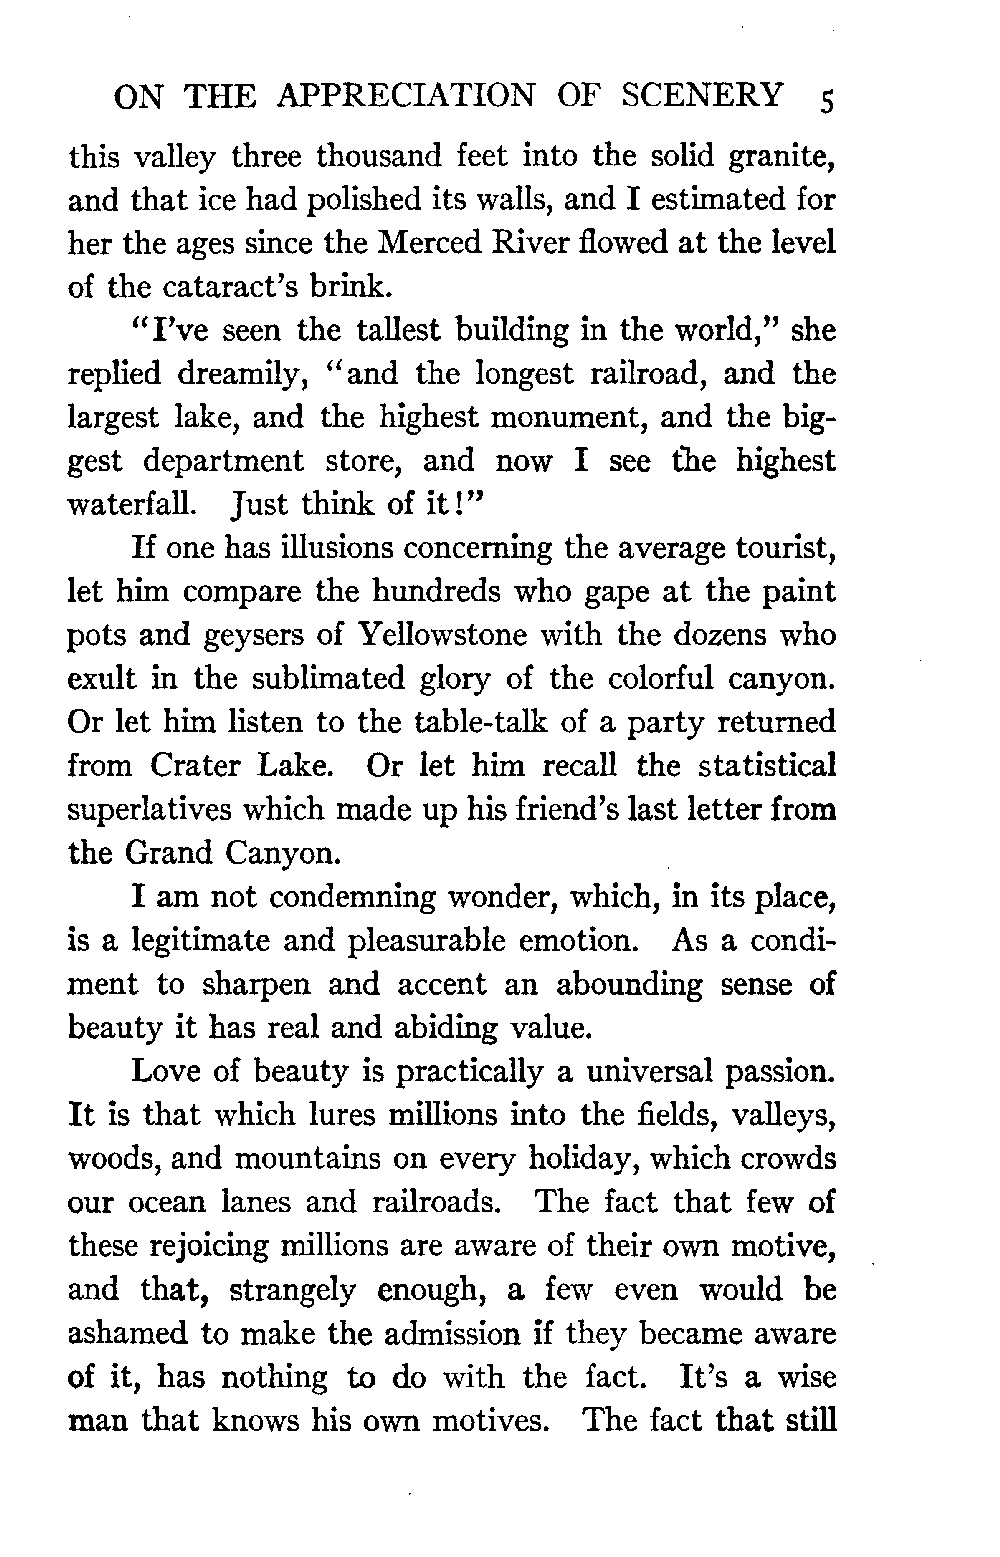 ON THE APPRECIATION OF SCENERY 5
this valley three thousand feet into the solid granite,
and that ice had polished its walls, and I estimated for
her the ages since the Merced River flowed at the level
of the cataract's brink.
"I've seen the tallest building in the world," she
replied dreamily, "and the longest railroad, and the
largest lake, and the highest monument, and the big-
gest department store, and now I see the highest
waterfall. Just think of it!"
If one has illusions concerning the average tourist,
let him compare the hundreds who gape at the paint
pots and geysers of Yellowstone with the dozens who
exult in the sublimated glory of the colorful canyon.
Or let him listen to the table-talk of a party returned
from Crater Lake. Or let him recall the statistical
superlatives which made up his friend's last letter from
the Grand Canyon.
I am not condemning wonder, which, in its place,
is a legitimate and pleasurable emotion. As a condi-
ment to sharpen and accent an abounding sense of
beauty it has real and abiding value.
Love of beauty is practically a universal passion.
It is that which lures millions into the fields, valleys,
woods, and mountains on every holiday, which crowds
our ocean lanes and railroads. The fact that few of
these rejoicing millions are aware of their own motive,
and that, strangely enough, a few even would be
ashamed to make the admission if they became aware
of it, has nothing to do with the fact. It's a wise
man that knows his own motives. The fact that still